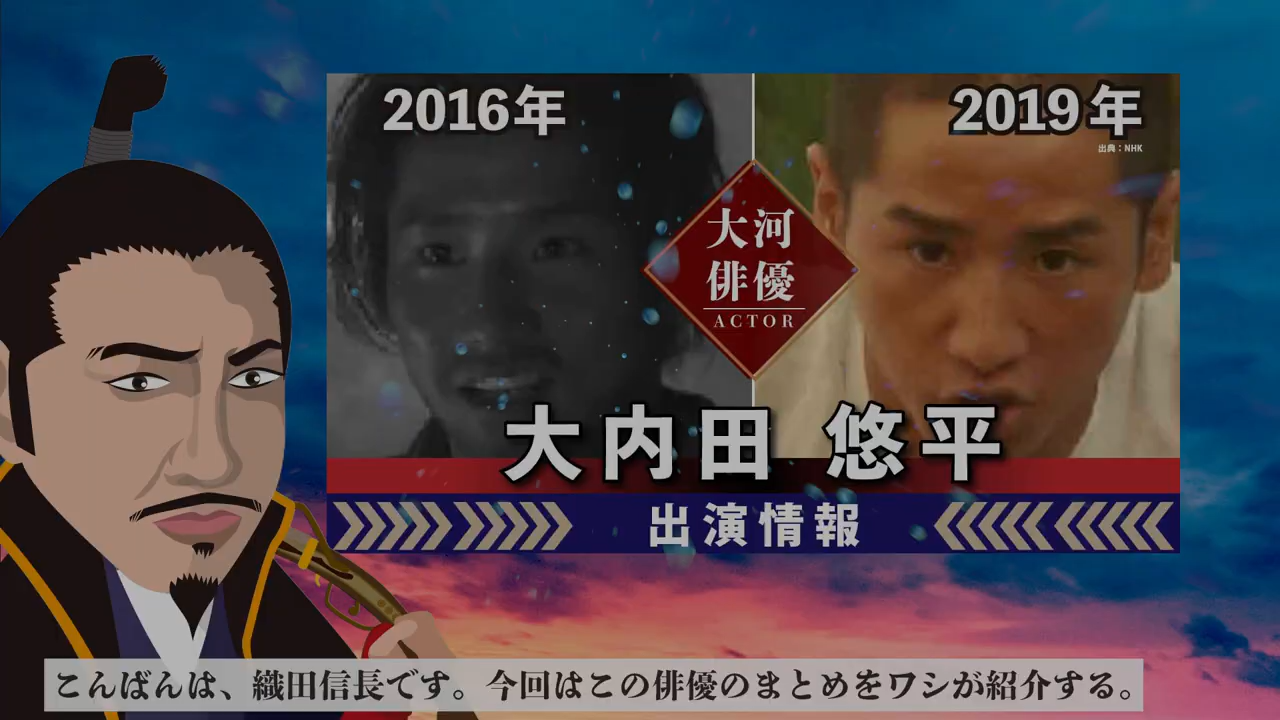 2016年
2019年
出典：NHK
大河
俳優
ACTOR
大内田 悠平
出演情報
こんばんは、織田信長です。今回はこの俳優のまとめをワシが紹介する。